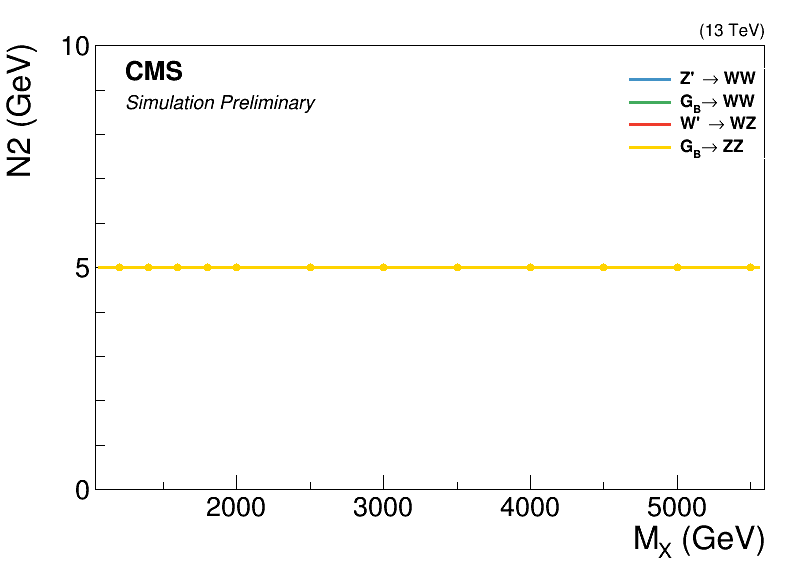 (13 TeV)
N2 (GeV)
10
CMS
Simulation Preliminary
Z' → WW
G_B → WW
W' → WZ
G_B → ZZ
5
0
2000 3000 4000 5000
M_X (GeV)